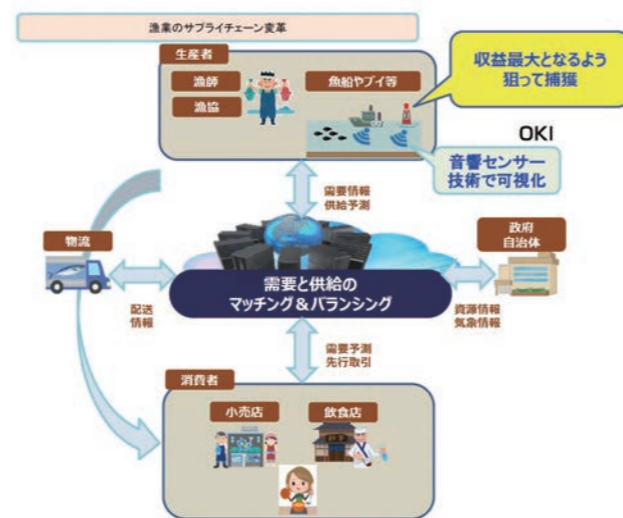 漁業のサプライチェーン変革
生産者
漁師
漁協
魚船やブイ等
収益最大となるよう
狙って捕獲
OKI
音響センサー
技術で可視化
需要情報
供給予測
物流
政府
自治体
需要と供給の
マッチング&バランシング
配送
情報
資源情報
気象情報
需要予測
先行取引
消費者
小売店
飲食店